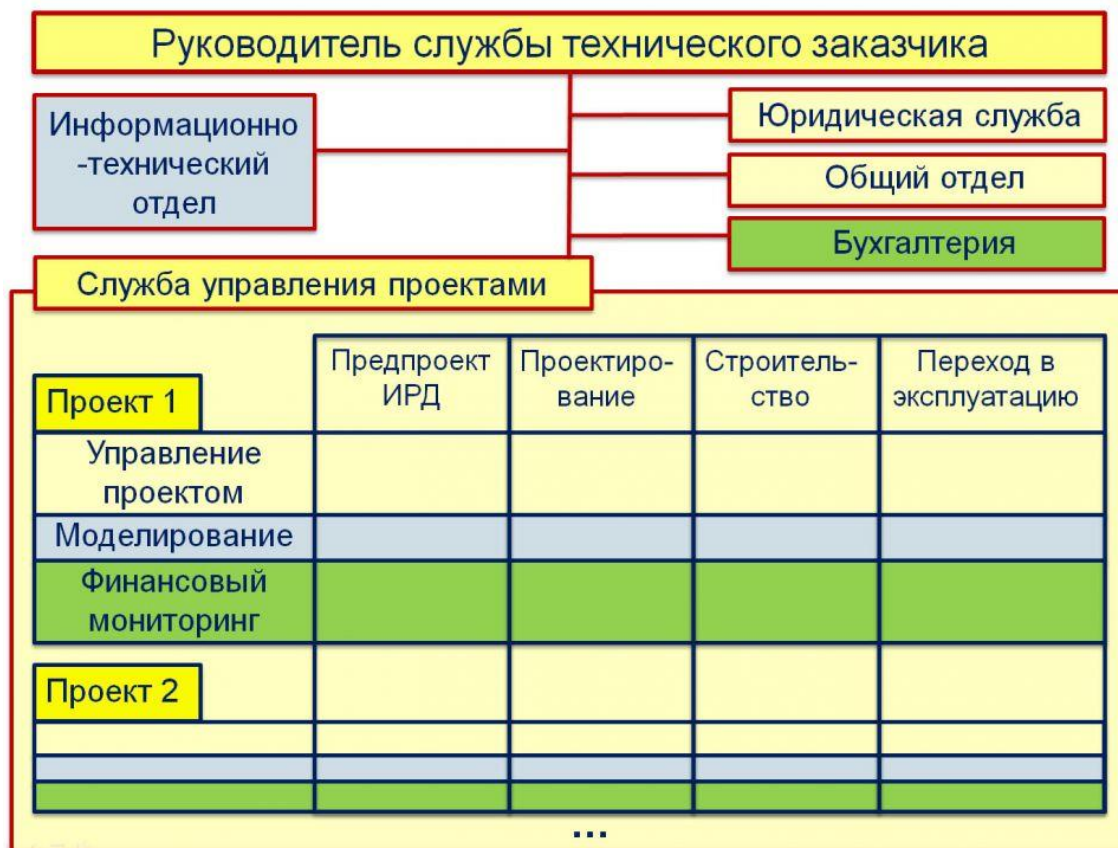 Руководитель службы технического заказчика
Информационно
-технический
отдел
Юридическая служба
Общий отдел
Бухгалтерия
Служба управления проектами
Предпроект
ИРД
Проектиро-
вание
Строитель-
ство
Переход в
эксплуатацию
Проект 1
Управление
проектом
Моделирование
Финансовый
мониторинг
Проект 2
...